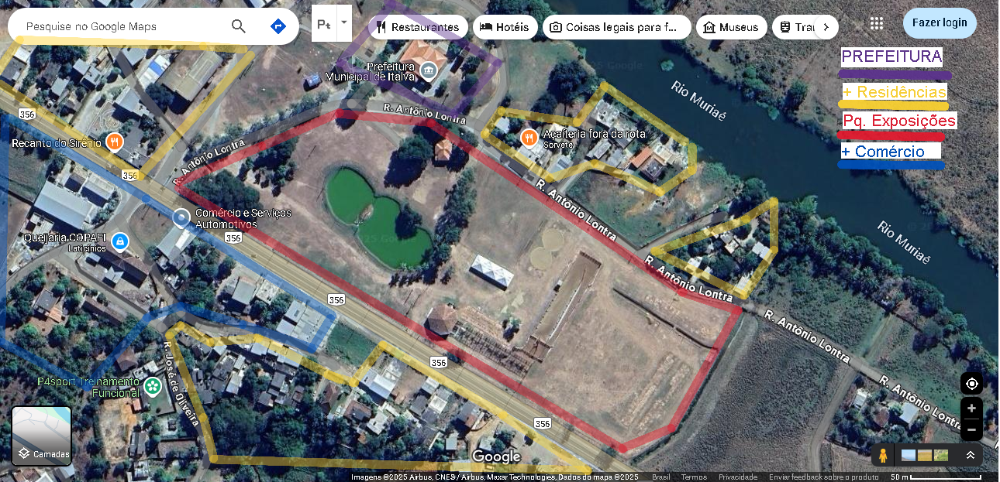 Pesquise no Google Maps
Pt
Restaurantes
Hotéis
Coisas legais para f...
Museus
Fazer login
PREFEITURA
+ Residências
Pq. Exposições
+ Comércio
Prefeitura
Municipal de Italva
R. Antônio Lontra
Rio Muriaé
356
Recanto do Sirênio
Açaiteria fora da rota
Sorvete
R. Antônio Lontra
356
R. Antônio Lontra
Comércio e Serviços
Automotivos
356
Queijaria COPAFI
Laticínios
Rio Muriaé
R. Antônio Lontra
356
R. Antônio Lontra
356
R. José de Oliveira
P4sport Treinamento
Funcional
R. Antônio Lontra
356
Camadas
Google
Imagens ©2025 Airbus, CNES / Airbus, Maxar Technologies, Dados do mapa ©2025
Brasil
Termos
Privacidade
Enviar feedback sobre o produto
50 m